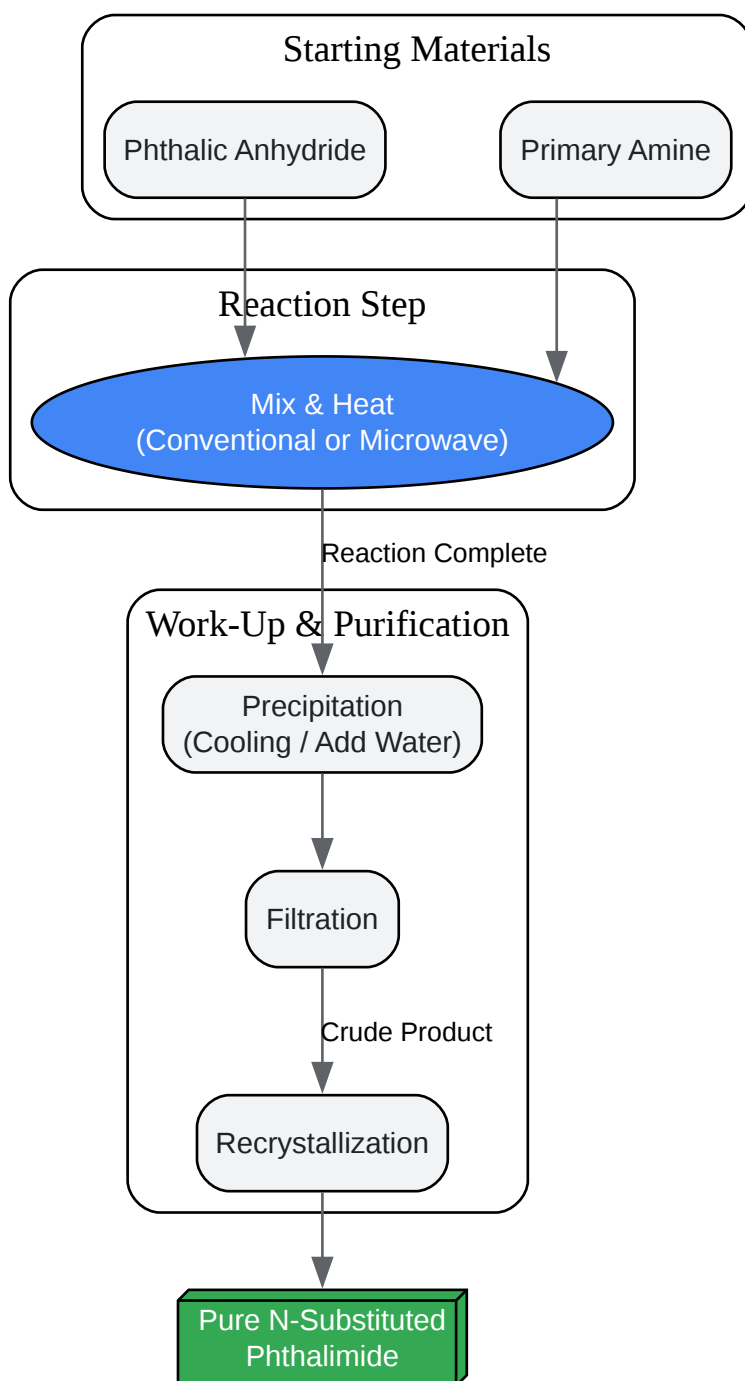 Starting Materials
Phthalic Anhydride
Primary Amine
Reaction Step
Mix & Heat
(Conventional or Microwave)
Reaction Complete
Work-Up & Purification
Precipitation
(Cooling / Add Water)
Filtration
Crude Product
Recrystallization
Pure N-Substituted
Phthalimide